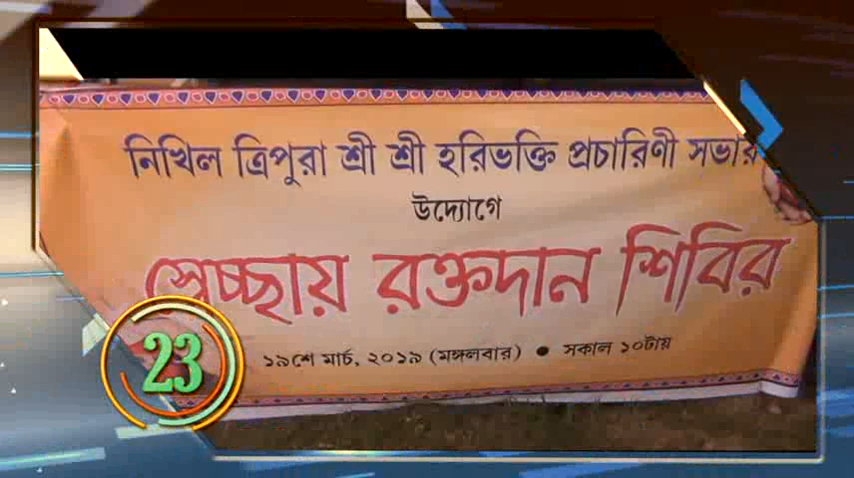 নিখিল ত্রিপুরা শ্রী শ্রী হরিভক্তি প্রচারিণী সভার
উদ্যোগে
স্বেচ্ছায় রক্তদান শিবির
১৯শে মার্চ, ২০১৯ (মঙ্গলবার) ● সকাল ১০টায়
23